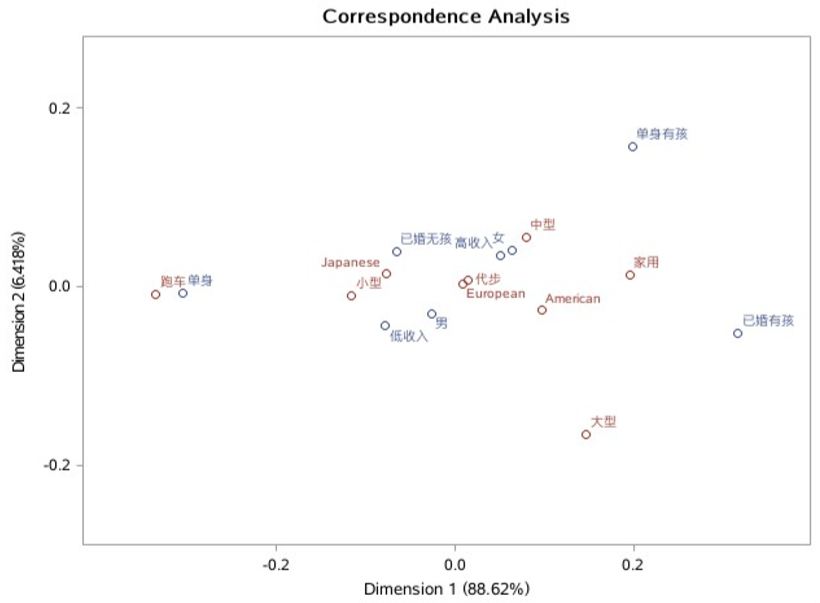 Correspondence Analysis
0.2
单身有孩
中型
已婚无孩
高收入
女
Japanese
家用
Dimension 2 (6.418%)
0.0
跑车
单身
小型
代步
European
American
男
低收入
已婚有孩
大型
-0.2
-0.2
0.0
0.2
Dimension 1 (88.62%)